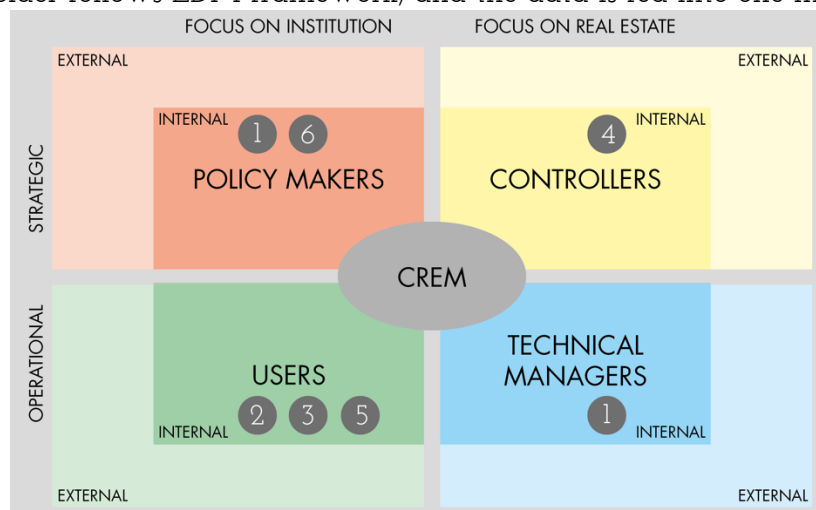 FOCUS ON INSTITUTION
FOCUS ON REAL ESTATE
EXTERNAL
EXTERNAL
INTERNAL
1
6
4
INTERNAL
STRATEGIC
POLICY MAKERS
CONTROLLERS
CREM
OPERATIONAL
USERS
TECHNICAL
MANAGERS
INTERNAL
2
3
5
1
INTERNAL
EXTERNAL
EXTERNAL